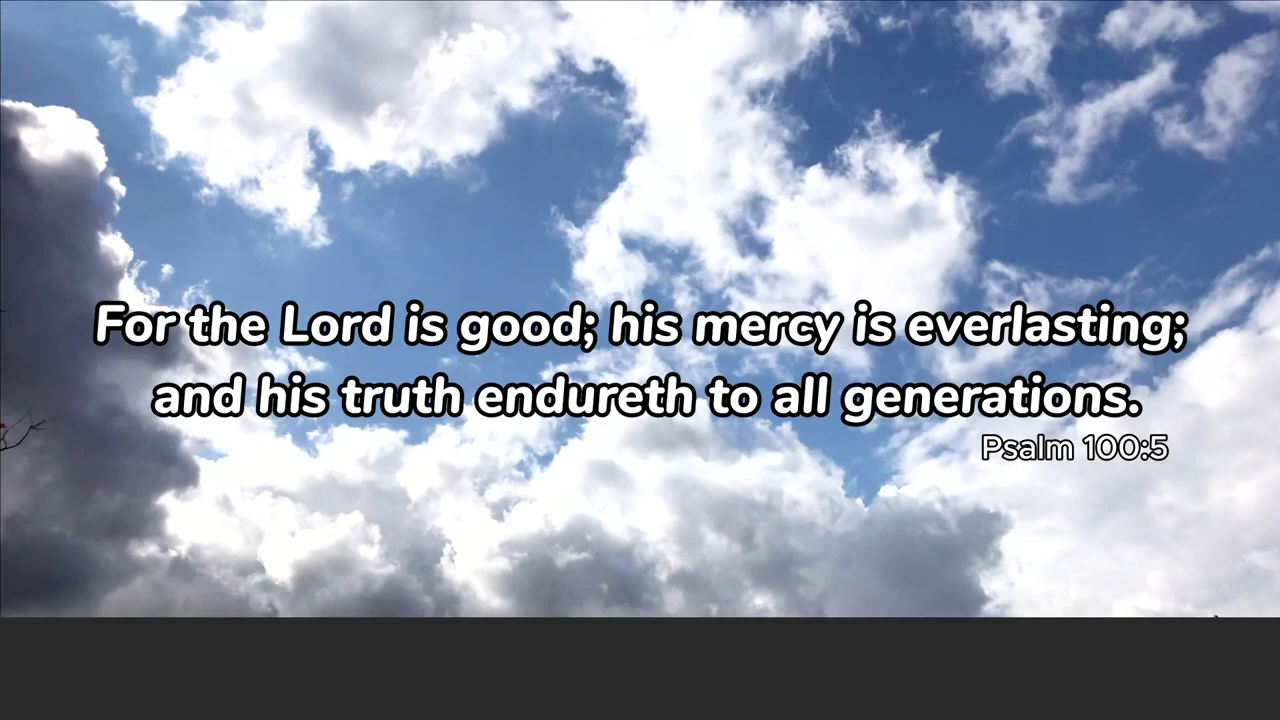 For the Lord is good; his mercy is everlasting;
and his truth endureth to all generations.
Psalm 100:5